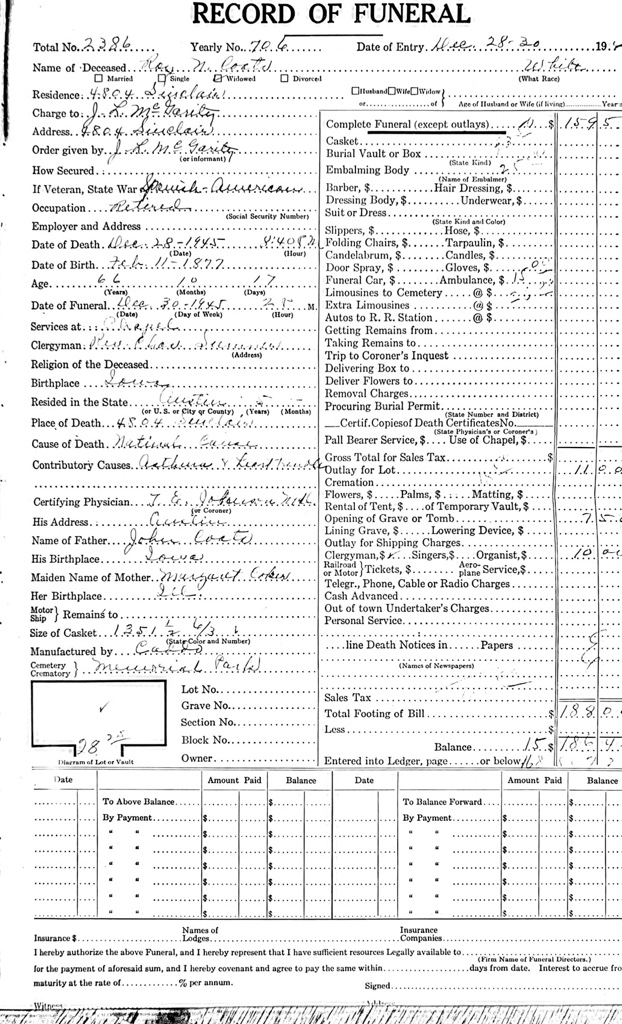 RECORD OF FUNERAL
Total No. 2386 Yearly No. 706 Date of Entry Dec. 28-30 19
Name of Deceased Roy N. Coats White
Married Single Widowed Divorced (What Race)
Residence: 4804 Sinclair Husband Wife Widow
or of Age of Husband or Wife (if living) Years
Charge to: J. L. McGarity
Address 4804 Sinclair
Order given by J. L. McGarity
(or informant)
How Secured
If Veteran, State War Spanish-American
Occupation Retired
(Social Security Number)
Employer and Address
Date of Death Dec. 28-1945
(Date) (Hour)
Date of Birth Feb 11-1877
Age 66 10 17
(Years) (Months) (Days)
Date of Funeral Dec 30-1945 M.
(Date) (Day of Week) (Hour)
Services at Chapel
Clergyman Rev
(Address)
Religion of the Deceased
Birthplace Iowa
Resided in the State Austin
(or U. S. or City or County) (Years) (Months)
Place of Death 4804 Sinclair
Cause of Death Natural Cause
Contributory Causes Asthma & Heart trouble
Certifying Physician T. E. Johnson
(or Coroner)
His Address Austin
Name of Father John Coats
His Birthplace Iowa
Maiden Name of Mother Margaret
Her Birthplace Ill
Motor Ship } Remains to
Size of Casket 1351 6/3
(State Color and Number)
Manufactured by
Cemetery Crematory } Memorial Park
Complete Funeral (except outlays) $ 159 5
Casket
Burial Vault or Box
(State Kind)
Embalming Body 25
(Name of Embalmer)
Barber, $ Hair Dressing, $
Dressing Body, $ Underwear, $
Suit or Dress
(State Kind and Color)
Slippers, $ Hose, $
Folding Chairs, $ Tarpaulin, $
Candelabrum, $ Candles, $
Door Spray, $ Gloves, $
Funeral Car, $ Ambulance, $ 15
Limousines to Cemetery @ $
Extra Limousines @ $
Autos to R. R. Station @ $
Getting Remains from
Taking Remains to
Trip to Coroner's Inquest
Delivering Box to
Deliver Flowers to
Removal Charges
Procuring Burial Permit
(State Number and District)
Certif. Copies of Death Certificates No.
(State Physician's or Coroner's)
Pall Bearer Service, $ Use of Chapel, $
Gross Total for Sales Tax
Outlay for Lot $ 11 00
Cremation
Flowers, $ Palms, $ Matting, $
Rental of Tent, $ of Temporary Vault, $
Opening of Grave or Tomb 7 50
Lining Grave, $ Lowering Device, $
Outlay for Shipping Charges
Clergyman, $ Singers, $ Organist, $ 10 00
Railroad or Motor } Tickets, $ Aeroplane Service, $
Telegr., Phone, Cable or Radio Charges
Cash Advanced
Out of town Undertaker's Charges
Personal Service
line Death Notices in Papers
(Names of Newspapers)
Sales Tax
Total Footing of Bill $ 188 0
Less $
Balance 15 $
Entered into Ledger, page or below
Lot No.
Grave No.
Section No.
Block No.
Owner
✓
28
Diagram of Lot or Vault
Date Amount Paid Balance Date Amount Paid Balance
To Above Balance $ To Balance Forward $
By Payment $ By Payment $
" " $ " " $
" " $ " " $
" " $ " " $
" " $ " " $
" " $ " " $
Insurance $ Names of Lodges Insurance Companies
I hereby authorize the above Funeral, and I hereby represent that I have sufficient resources Legally available to
(Firm Name of Funeral Directors.)
for the payment of aforesaid sum, and I hereby covenant and agree to pay the same within days from date. Interest to accrue fro
maturity at the rate of % per annum. Signed
Witness